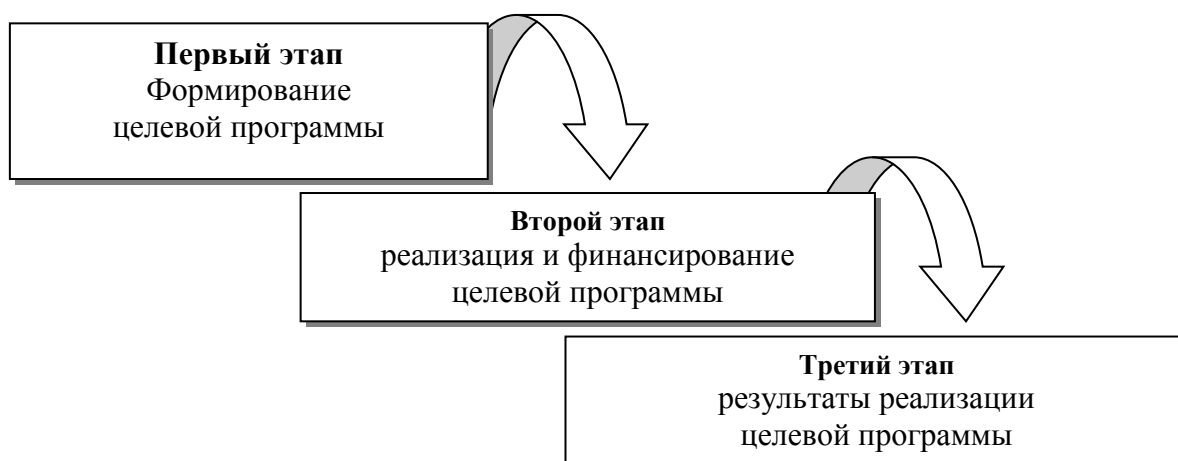 Первый этап
Формирование
целевой программы
Второй этап
реализация и финансирование
целевой программы
Третий этап
результаты реализации
целевой программы